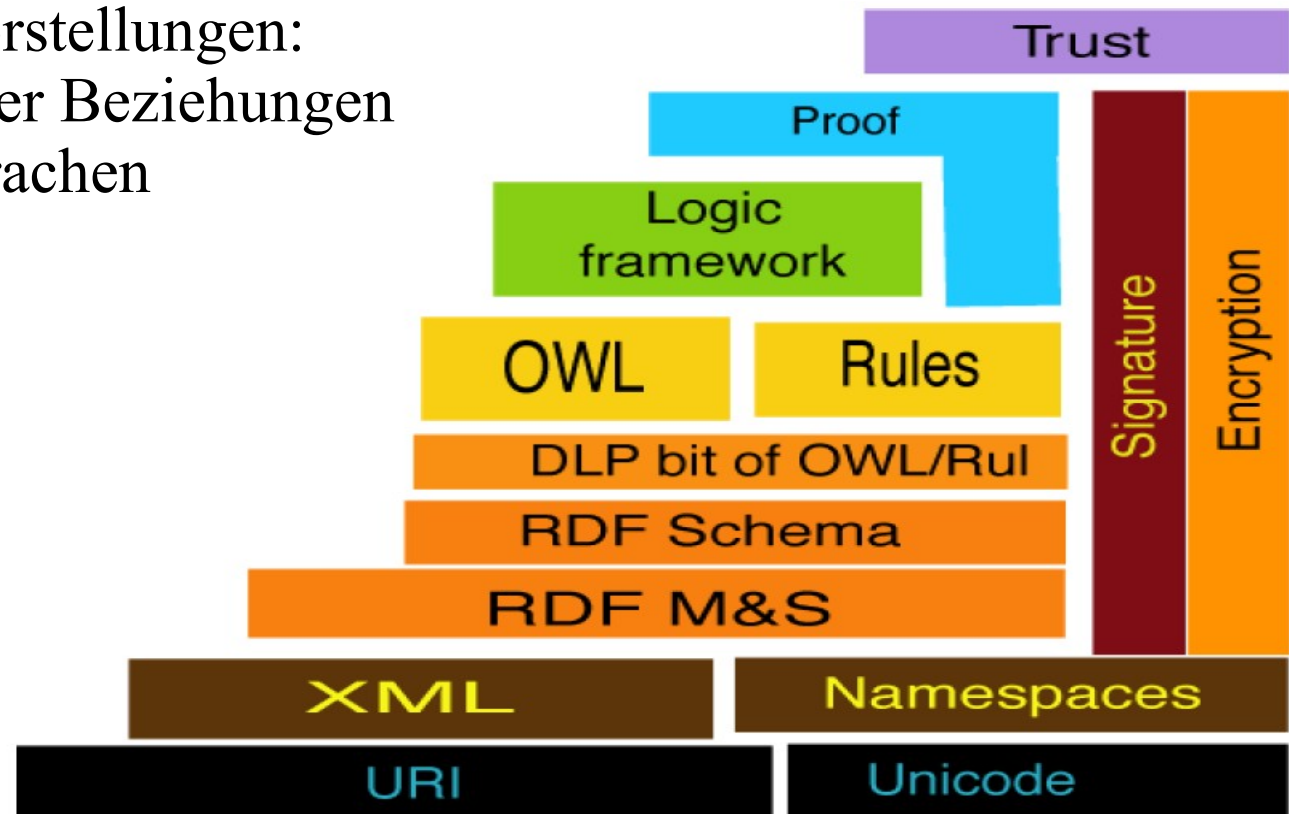 rstellungen:
er Beziehungen
rachen
Trust
Proof
Logic
framework
OWL
Rules
Signature
Encryption
DLP bit of OWL/Rul
RDF Schema
RDF M&S
XML
Namespaces
URI
Unicode